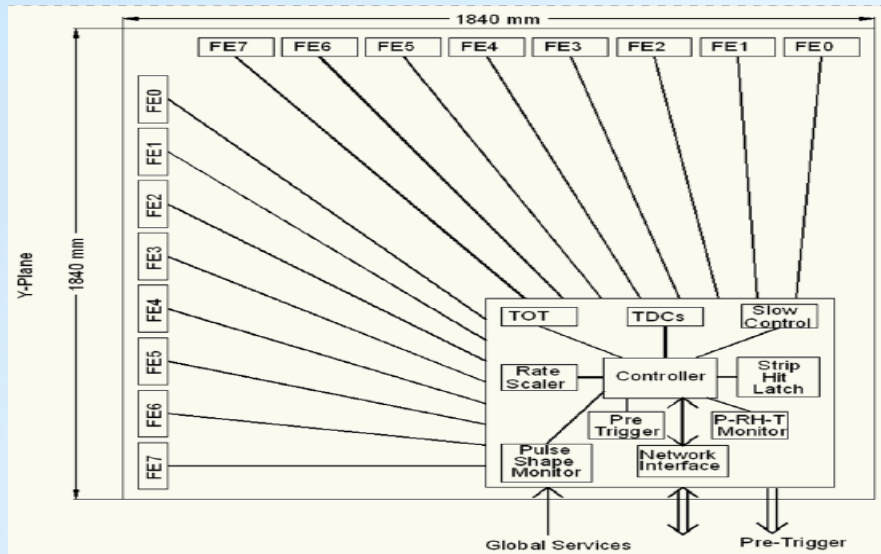 1840 mm
FE7 FE6 FE5 FE4 FE3 FE2 FE1 FE0
Y-Plane
1840 mm
FE0
FE1
FE2
FE3
FE4
FE5
FE6
FE7
TOT
TDCs
Slow
Control
Rate
Scaler
Controller
Strip
Hit
Latch
Pre
Trigger
P-RH-T
Monitor
Pulse
Shape
Monitor
Network
Interface
Global Services
Pre-Trigger